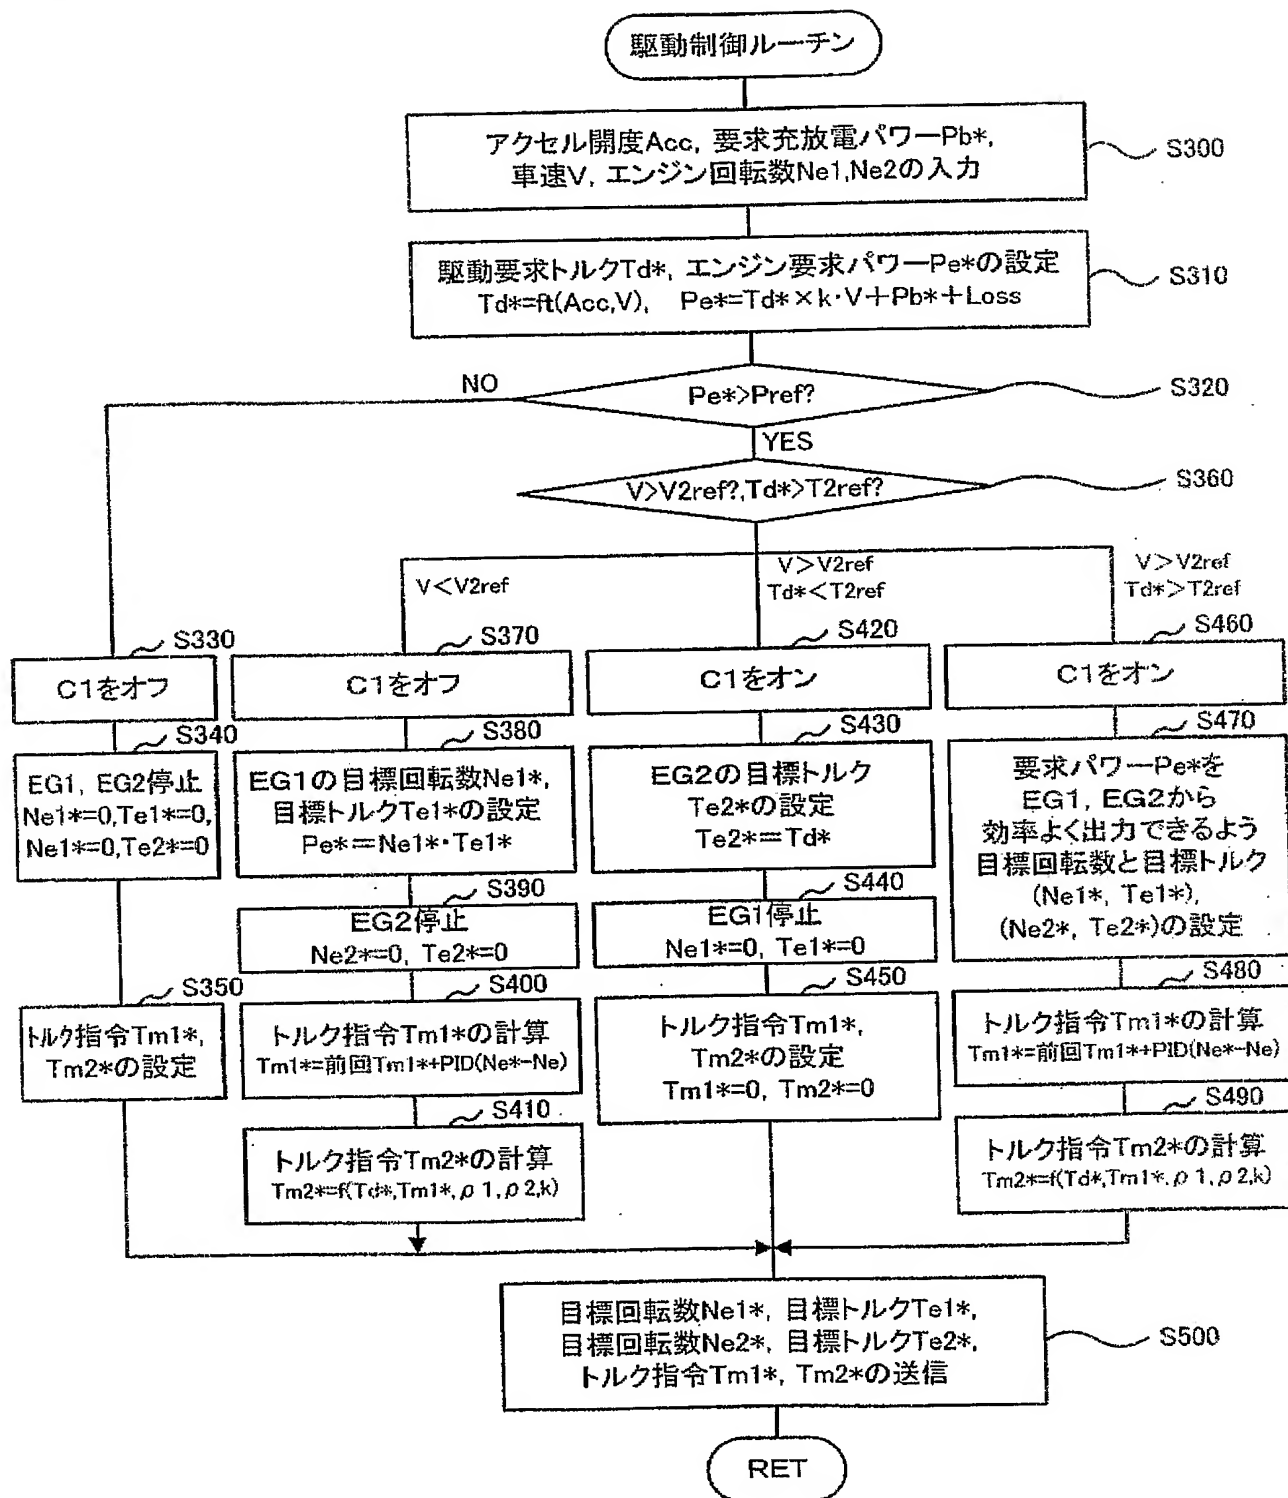 駆動制御ルーチン
アクセル開度Acc, 要求充放電パワーPb*,
車速V, エンジン回転数Ne1,Ne2の入力
S300
駆動要求トルクTd*, エンジン要求パワーPe*の設定
Td*=ft(Acc,V), Pe*=Td*×k·V+Pb*+Loss
S310
NO
Pe*>Pref?
S320
YES
V>V2ref?,Td*>T2ref?
S360
V<V2ref
V>V2ref
Td*<T2ref
V>V2ref
Td*>T2ref
S330
C1をオフ
S340
EG1, EG2停止
Ne1*=0,Te1*=0,
Ne1*=0,Te2*=0
S350
トルク指令Tm1*,
Tm2*の設定
S370
C1をオフ
S380
EG1の目標回転数Ne1*,
目標トルクTe1*の設定
Pe*=Ne1*·Te1*
S390
EG2停止
Ne2*=0, Te2*=0
S400
トルク指令Tm1*の計算
Tm1*=前回Tm1*+PID(Ne*-Ne)
S410
トルク指令Tm2*の計算
Tm2*=f(Td*,Tm1*,ρ1,ρ2,k)
S420
C1をオン
S430
EG2の目標トルク
Te2*の設定
Te2*=Td*
S440
EG1停止
Ne1*=0, Te1*=0
S450
トルク指令Tm1*,
Tm2*の設定
Tm1*=0, Tm2*=0
S460
C1をオン
S470
要求パワーPe*を
EG1, EG2から
効率よく出力できるよう
目標回転数と目標トルク
(Ne1*, Te1*),
(Ne2*, Te2*)の設定
S480
トルク指令Tm1*の計算
Tm1*=前回Tm1*+PID(Ne*-Ne)
S490
トルク指令Tm2*の計算
Tm2*=f(Td*,Tm1*,ρ1,ρ2,k)
目標回転数Ne1*, 目標トルクTe1*,
目標回転数Ne2*, 目標トルクTe2*,
トルク指令Tm1*, Tm2*の送信
S500
RET